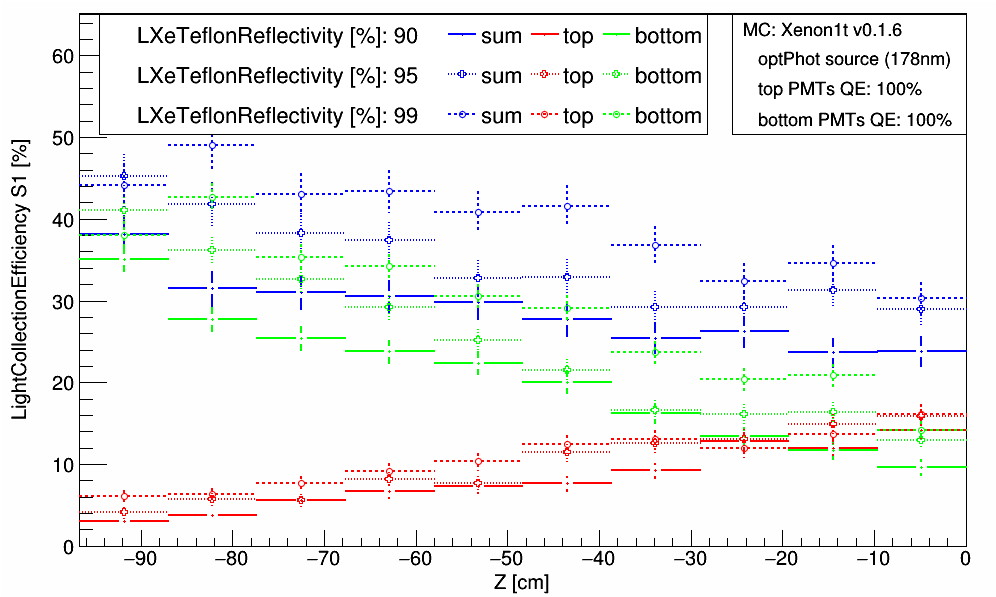 LXeTeflonReflectivity [%]: 90 sum top bottom
LXeTeflonReflectivity [%]: 95 sum top bottom
LXeTeflonReflectivity [%]: 99 sum top bottom
MC: Xenon1t v0.1.6
optPhot source (178nm)
top PMTs QE: 100%
bottom PMTs QE: 100%
LightCollectionEfficiency S1 [%]
60
50
40
30
20
10
0
−90 −80 −70 −60 −50 −40 −30 −20 −10 0
Z [cm]